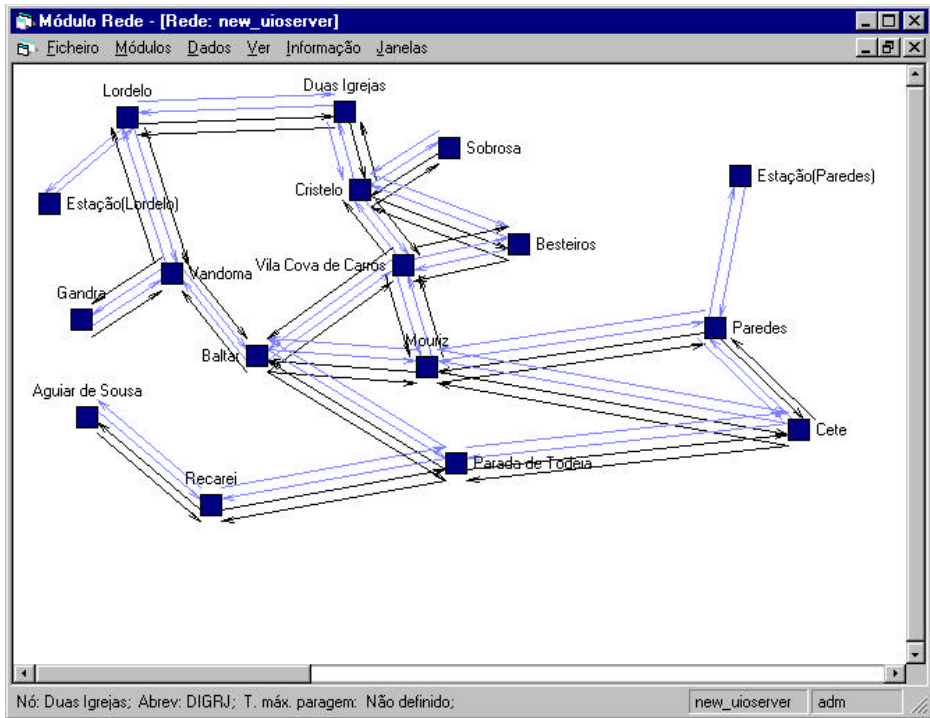 Módulo Rede - [Rede: new_uioserver]
Ficheiro Módulos Dados Ver Informação Janelas
Lordelo
Duas Igrejas
Sobrosa
Cristelo
Estação(Paredes)
Estação(Lordelo)
Besteiros
Vila Cova de Carros
Vandoma
Gandra
Paredes
Mouriz
Baltar
Aguiar de Sousa
Cete
Parada de Todeia
Recarei
Nó: Duas Igrejas; Abrev: DIGRJ; T. máx. paragem: Não definido; new_uioserver adm